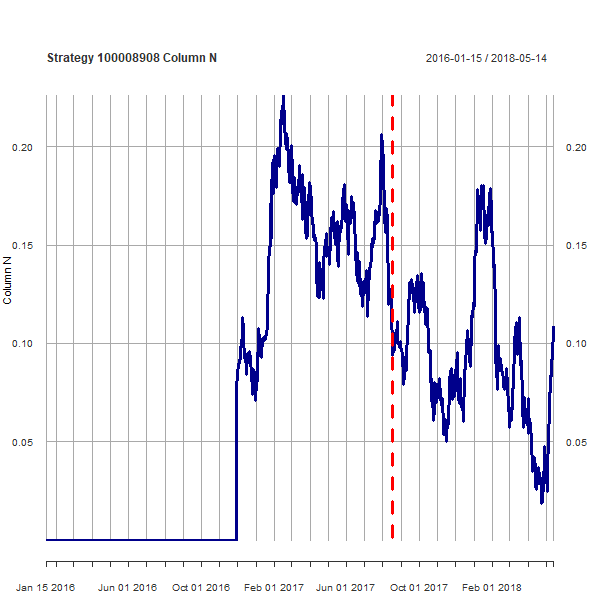 Strategy 100008908 Column N
2016-01-15 / 2018-05-14
Column N
0.20
0.15
0.10
0.05
0.20
0.15
0.10
0.05
Jan 15 2016
Jun 01 2016
Oct 01 2016
Feb 01 2017
Jun 01 2017
Oct 01 2017
Feb 01 2018